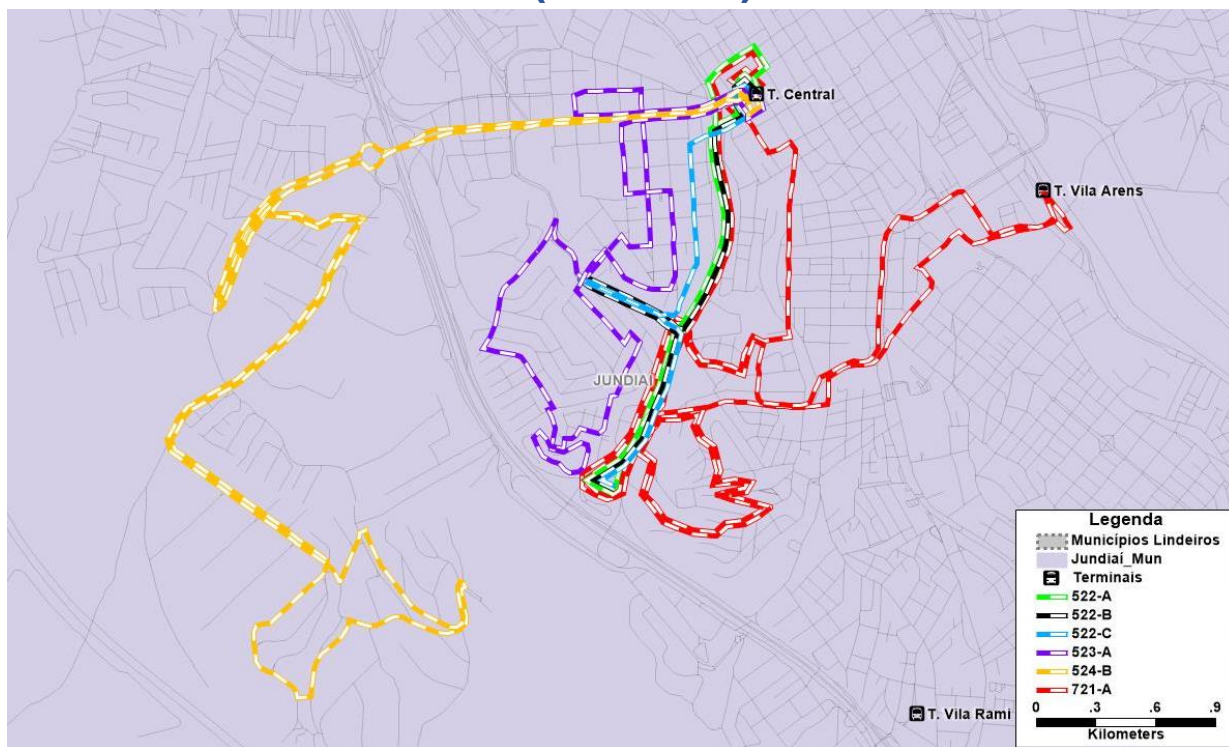 T. Central
T. Vila Arens
JUNDIAÍ
T. Vila Rami
Legenda
Municípios Lindeiros
Jundiaí_Mun
Terminais
522-A
522-B
522-C
523-A
524-B
721-A
0 .3 .6 .9
Kilometers